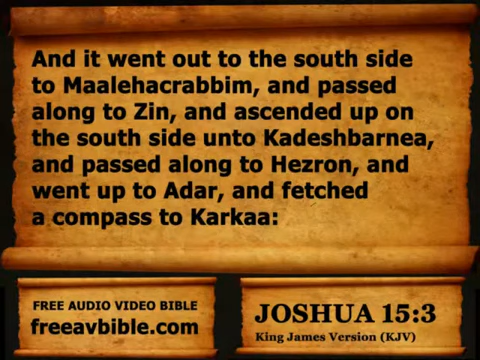 And it went out to the south side
to Maalehacrabbim, and passed
along to Zin, and ascended up on
the south side unto Kadeshbarnea,
and passed along to Hezron, and
went up to Adar, and fetched
a compass to Karkaa:
FREE AUDIO VIDEO BIBLE
freeavbible.com
JOSHUA 15:3
King James Version (KJV)